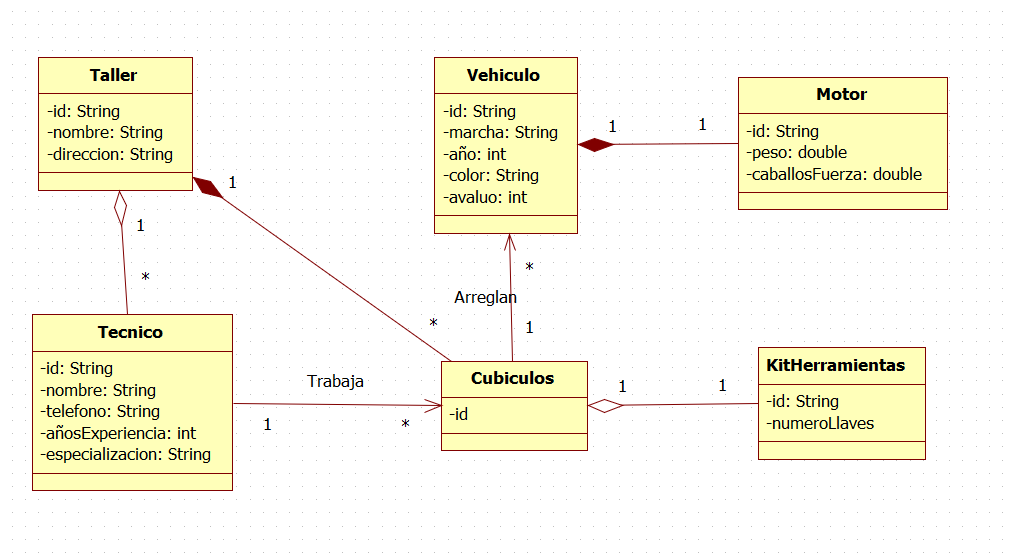 Taller
-id: String
-nombre: String
-direccion: String
1
1
*
*
Vehiculo
-id: String
-marcha: String
-año: int
-color: String
-avaluo: int
1
1
Motor
-id: String
-peso: double
-caballosFuerza: double
*
Arreglan
1
Tecnico
-id: String
-nombre: String
-telefono: String
-añosExperiencia: int
-especializacion: String
Trabaja
1
*
Cubiculos
-id
1
1
KitHerramientas
-id: String
-numeroLlaves